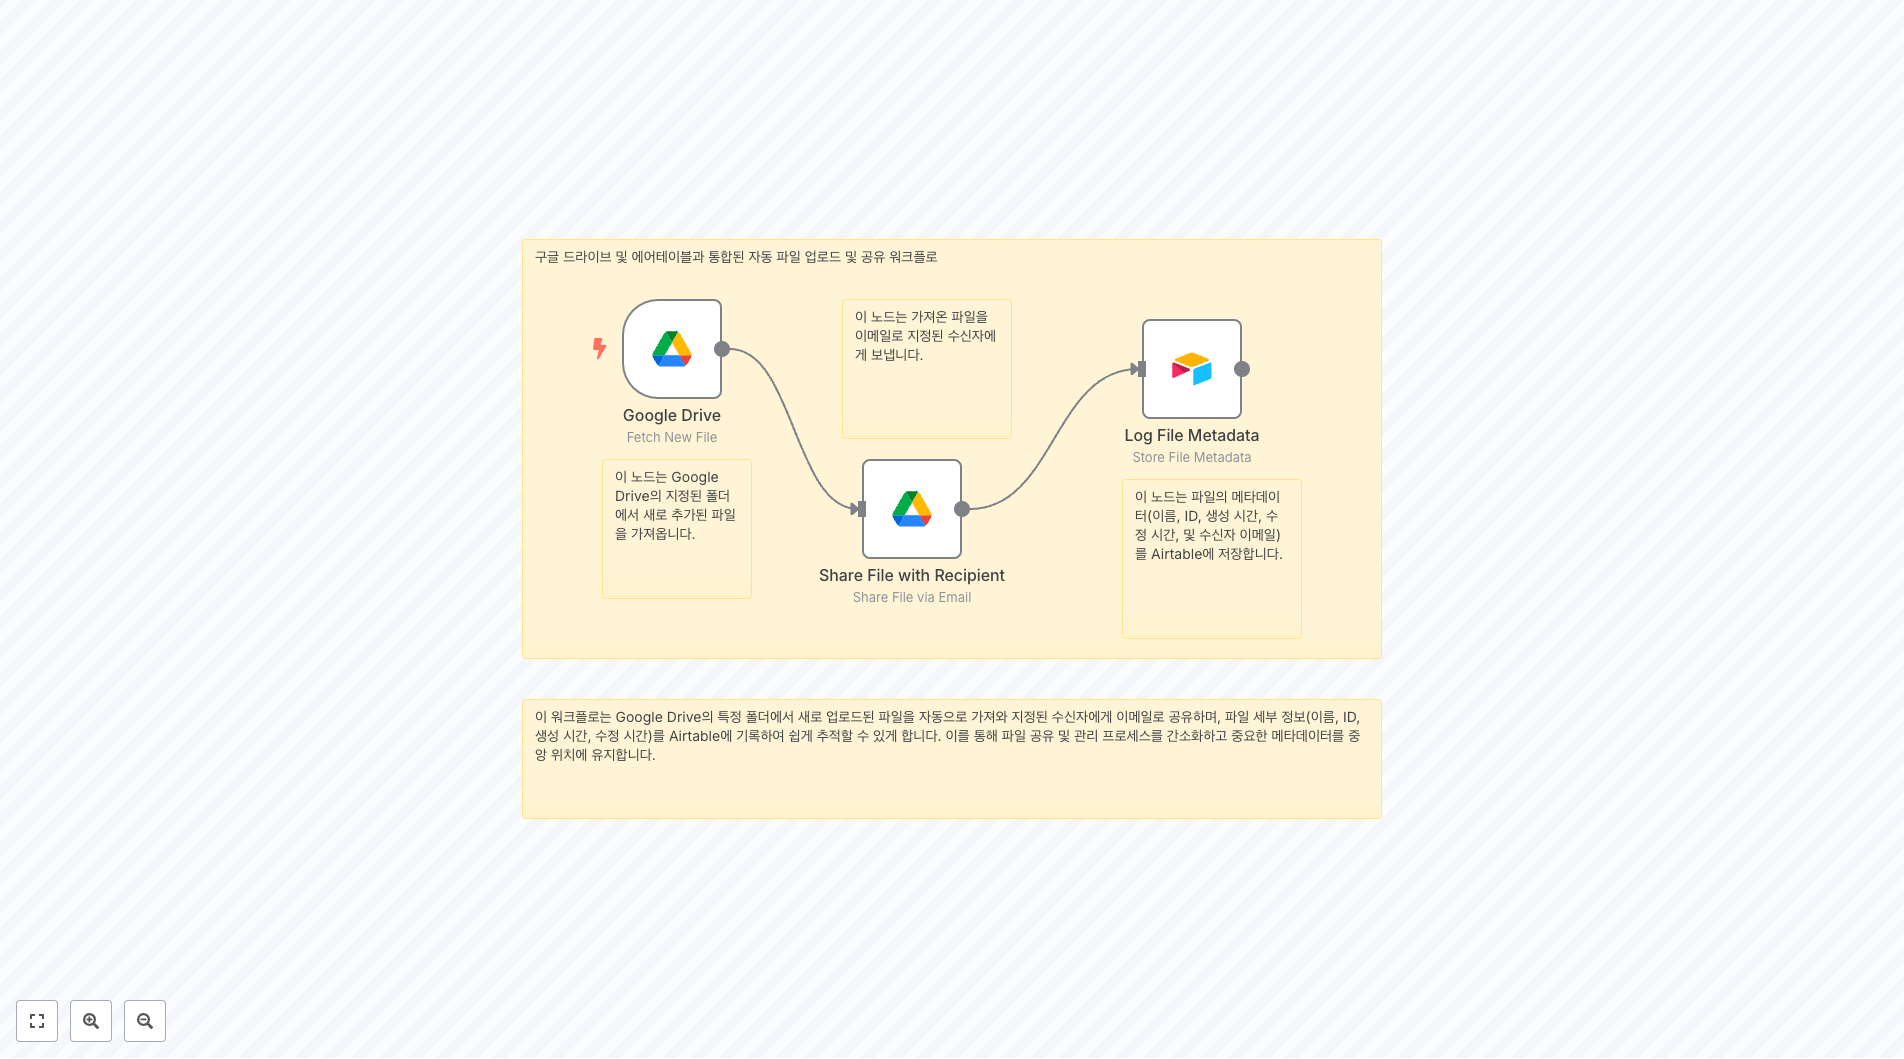 구글 드라이브 및 에어테이블과 통합된 자동 파일 업로드 및 공유 워크플로
Google Drive
Fetch New File
이 노드는 Google
Drive의 지정된 폴더
에서 새로 추가된 파일
을 가져옵니다.
이 노드는 가져온 파일을
이메일로 지정된 수신자에
게 보냅니다.
Share File with Recipient
Share File via Email
Log File Metadata
Store File Metadata
이 노드는 파일의 메타데이
터(이름, ID, 생성 시간, 수
정 시간, 및 수신자 이메일)
를 Airtable에 저장합니다.
이 워크플로는 Google Drive의 특정 폴더에서 새로 업로드된 파일을 자동으로 가져와 지정된 수신자에게 이메일로 공유하며, 파일 세부 정보(이름, ID,
생성 시간, 수정 시간)를 Airtable에 기록하여 쉽게 추적할 수 있게 합니다. 이를 통해 파일 공유 및 관리 프로세스를 간소화하고 중요한 메타데이터를 중
앙 위치에 유지합니다.